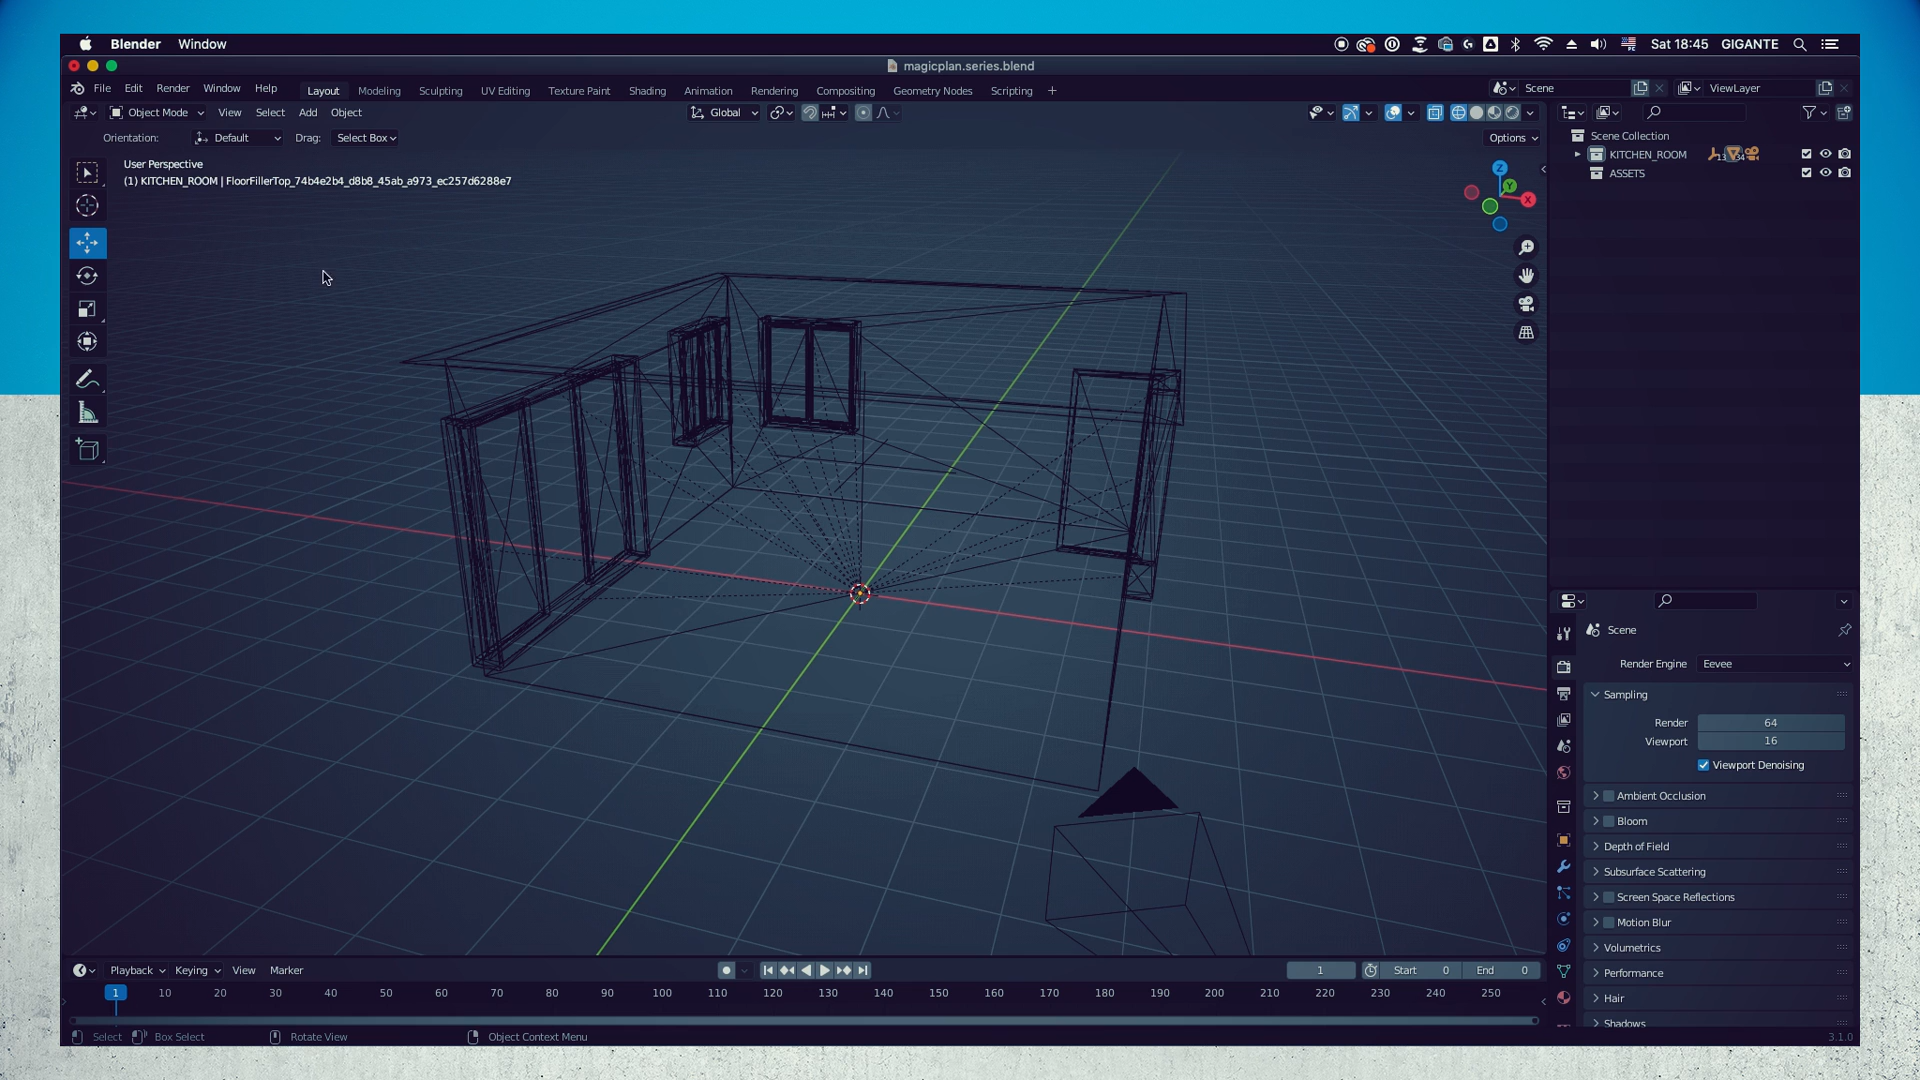 Blender Window
Sat 18:45 GIGANTE
magicplan.series.blend
File Edit Render Window Help
Layout Modeling Sculpting UV Editing Texture Paint Shading Animation Rendering Compositing Geometry Nodes Scripting +
Scene
ViewLayer
Object Mode View Select Add Object
Global
Orientation: Default Drag: Select Box
Options
User Perspective
(1) KITCHEN_ROOM | FloorFillerTop_74b4e2b4_d8b8_45ab_a973_ec257d6288e7
Z
Y
X
Scene Collection
KITCHEN_ROOM 13 34
ASSETS
Scene
Render Engine Eevee
Sampling
Render 64
Viewport 16
Viewport Denoising
Ambient Occlusion
Bloom
Depth of Field
Subsurface Scattering
Screen Space Reflections
Motion Blur
Volumetrics
Performance
Hair
Shadows
Playback Keying View Marker
1 Start 0 End 0
1 10 20 30 40 50 60 70 80 90 100 110 120 130 140 150 160 170 180 190 200 210 220 230 240 250
Select Box Select Rotate View Object Context Menu
3.1.0